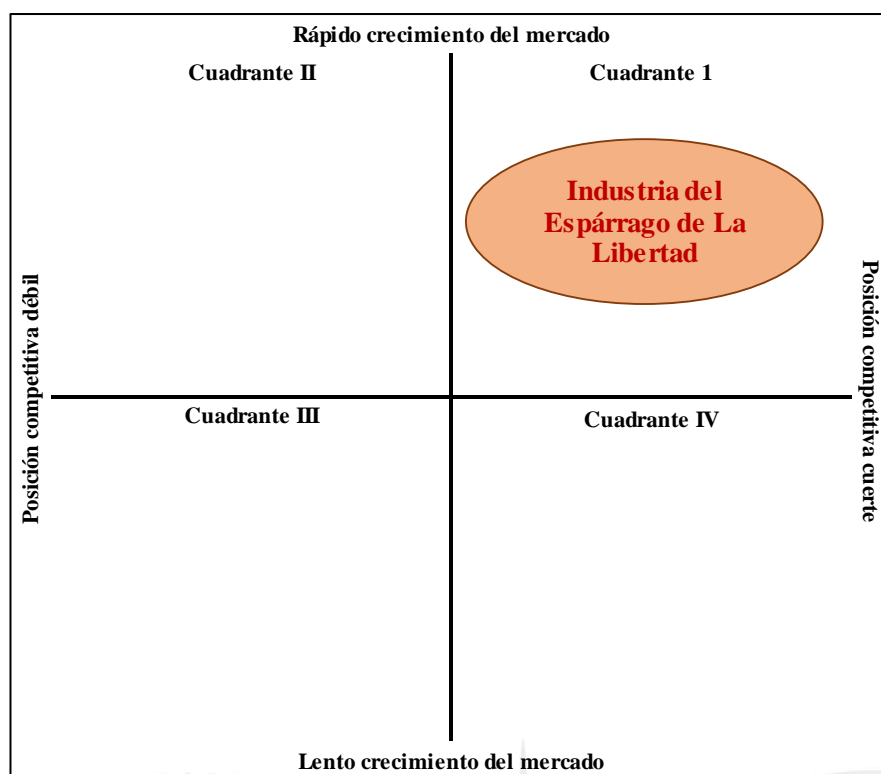 Rápido crecimiento del mercado
Cuadrante II
Cuadrante 1
Industria del
Espárrago de La
Libertad
Posición competitiva débil
Posición competitiva cuerte
Cuadrante III
Cuadrante IV
Lento crecimiento del mercado